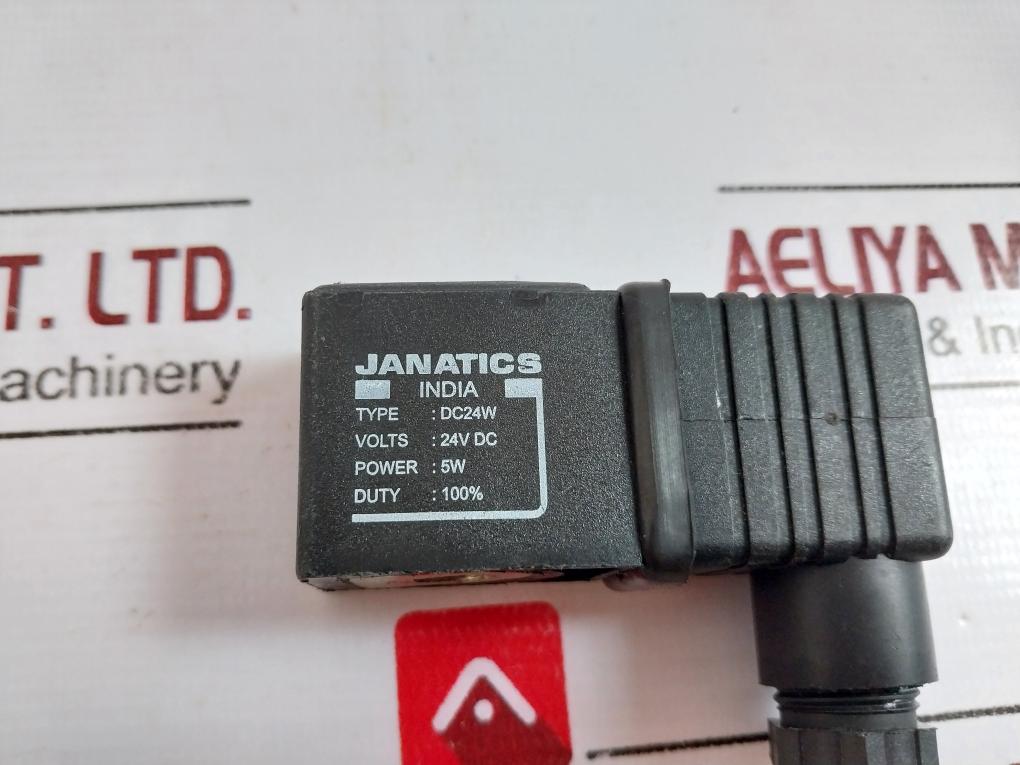 T. LTD.
achinery
AELIYA M
& In
JANATICS
INDIA
TYPE : DC24W
VOLTS : 24V DC
POWER : 5W
DUTY : 100%